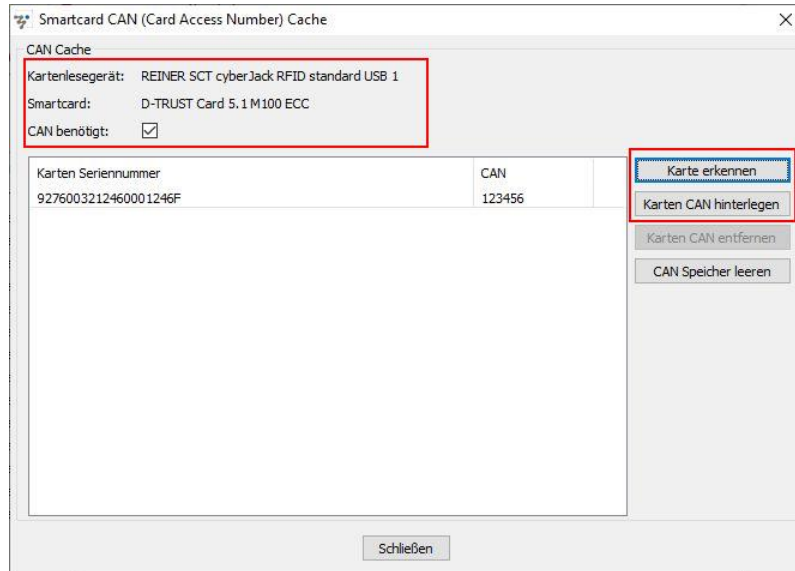 Smartcard CAN (Card Access Number) Cache
CAN Cache
Kartenlesegerät: REINER SCT cyberJack RFID standard USB 1
Smartcard: D-TRUST Card 5.1 M100 ECC
CAN benötigt:
Karten Seriennummer CAN
9276003212460001246F 123456
Karte erkennen
Karten CAN hinterlegen
Karten CAN entfernen
CAN Speicher leeren
Schließen